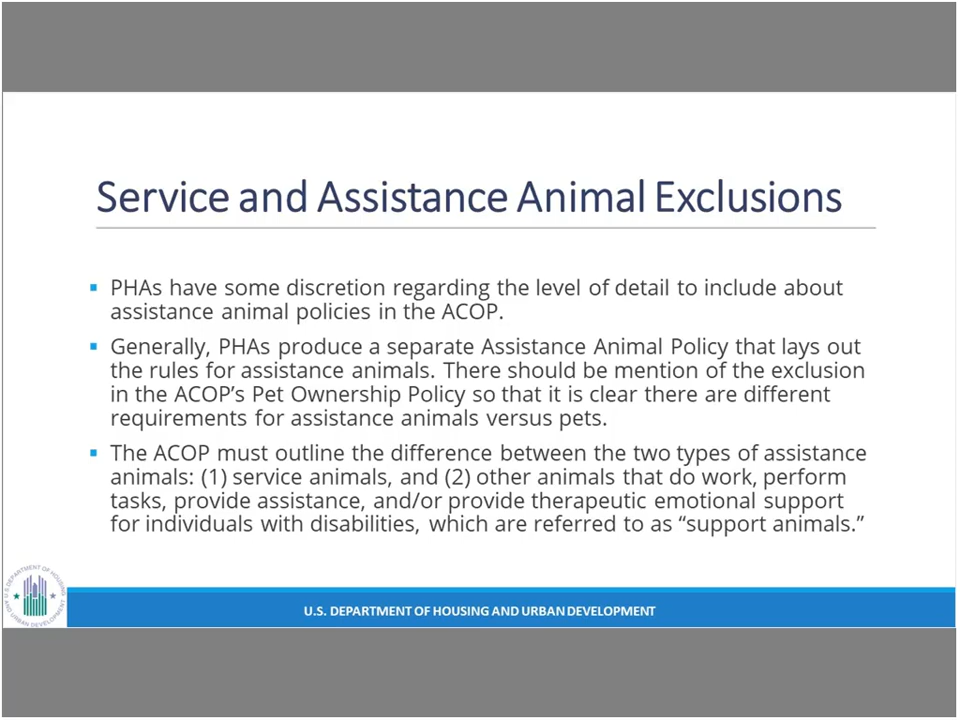 Service and Assistance Animal Exclusions
▪ PHAs have some discretion regarding the level of detail to include about
assistance animal policies in the ACOP.
▪ Generally, PHAs produce a separate Assistance Animal Policy that lays out
the rules for assistance animals. There should be mention of the exclusion
in the ACOP’s Pet Ownership Policy so that it is clear there are different
requirements for assistance animals versus pets.
▪ The ACOP must outline the difference between the two types of assistance
animals: (1) service animals, and (2) other animals that do work, perform
tasks, provide assistance, and/or provide therapeutic emotional support
for individuals with disabilities, which are referred to as “support animals.”
U.S. DEPARTMENT OF HOUSING
AND URBAN DEVELOPMENT
U.S. DEPARTMENT OF HOUSING AND URBAN DEVELOPMENT